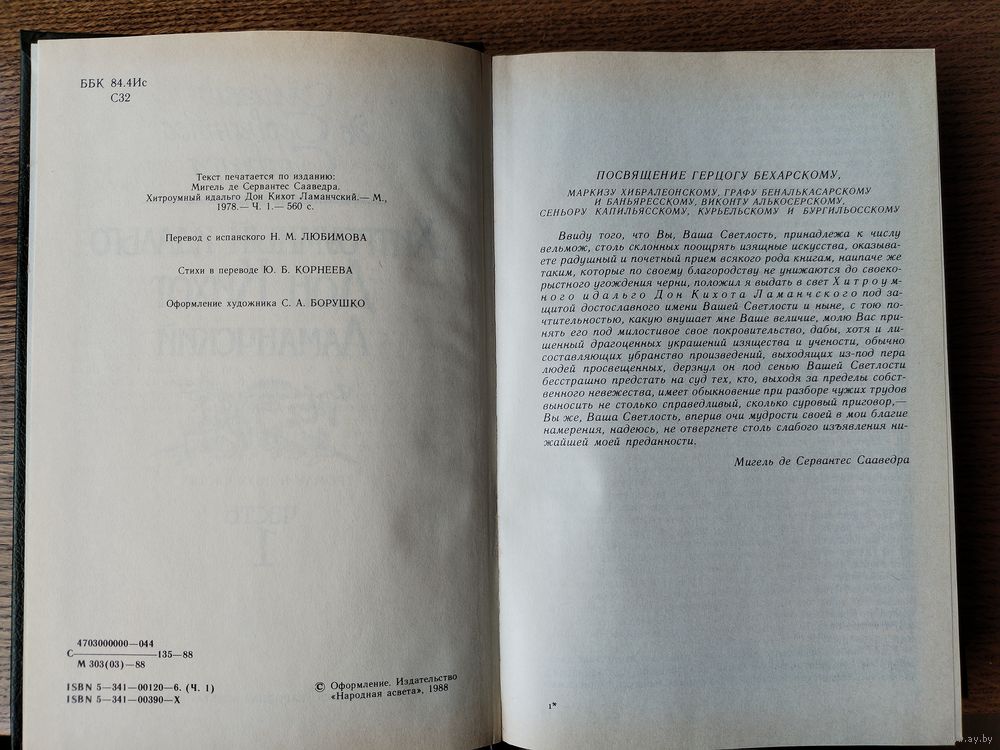 ББК 84.4Ис
С32
Текст печатается по изданию:
Мигель де Сервантес Сааведра.
Хитроумный идальго Дон Кихот Ламанчский.— М.,
1978.— Ч. 1.— 560 с.
Перевод с испанского Н. М. ЛЮБИМОВА
Стихи в переводе Ю. Б. КОРНЕЕВА
Оформление художника С. А. БОРУШКО
4703000000—044
С————————135—88
М 303(03)—88
ISBN 5—341—00120—6. (Ч. 1)
ISBN 5—341—00390—X
© Оформление. Издательство
«Народная асвета», 1988
ПОСВЯЩЕНИЕ ГЕРЦОГУ БЕХАРСКОМУ,
МАРКИЗУ ХИБРАЛЕОНСКОМУ, ГРАФУ БЕНАЛЬКАСАРСКОМУ
И БАНЬЯРЕССКОМУ, ВИКОНТУ АЛЬКОСЕРСКОМУ,
СЕНЬОРУ КАПИЛЬЯССКОМУ, КУРЬЕЛЬСКОМУ И БУРГИЛЬОССКОМУ
Ввиду того, что Вы, Ваша Светлость, принадлежа к числу
вельмож, столь склонных поощрять изящные искусства, оказывае-
ете радушный и почетный прием всякого рода книгам, наипаче же
таким, которые по своему благородству не унижаются до своеко-
рыстного угождения черни, положил я выдать в свет Хитроум-
ного идальго Дон Кихота Ламанчского под за-
щитой достославного имени Вашей Светлости и ныне, с тою по-
чтительностью, какую внушает мне Ваше величие, молю Вас при-
нять его под милостивое свое покровительство, дабы, хотя и ли-
шенный драгоценных украшений изящества и учености, обычно
составляющих убранство произведений, выходящих из-под пера
людей просвещенных, дерзнул он под сенью Вашей Светлости
бесстрашно предстать на суд тех, кто, выходя за пределы собст-
венного невежества, имеет обыкновение при разборе чужих трудов
выносить не столько справедливый, сколько суровый приговор,—
Вы же, Ваша Светлость, вперив очи мудрости своей в мои благие
намерения, надеюсь, не отвергнете столь слабого изъявления ни-
жайшей моей преданности.
Мигель де Сервантес Сааведра
1*
www.ay.by